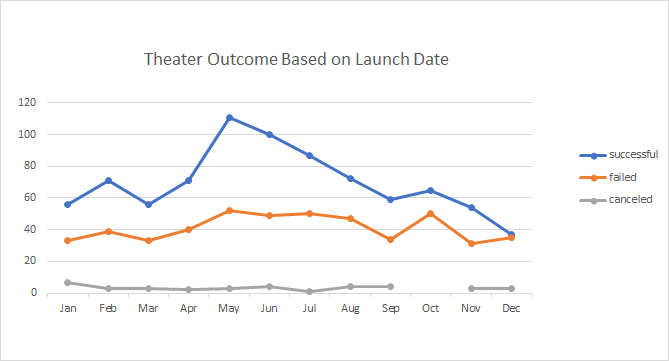 Theater Outcome Based on Launch Date
120
100
80
60
40
20
0
Jan Feb Mar Apr May Jun Jul Aug Sep Oct Nov Dec
successful
failed
canceled